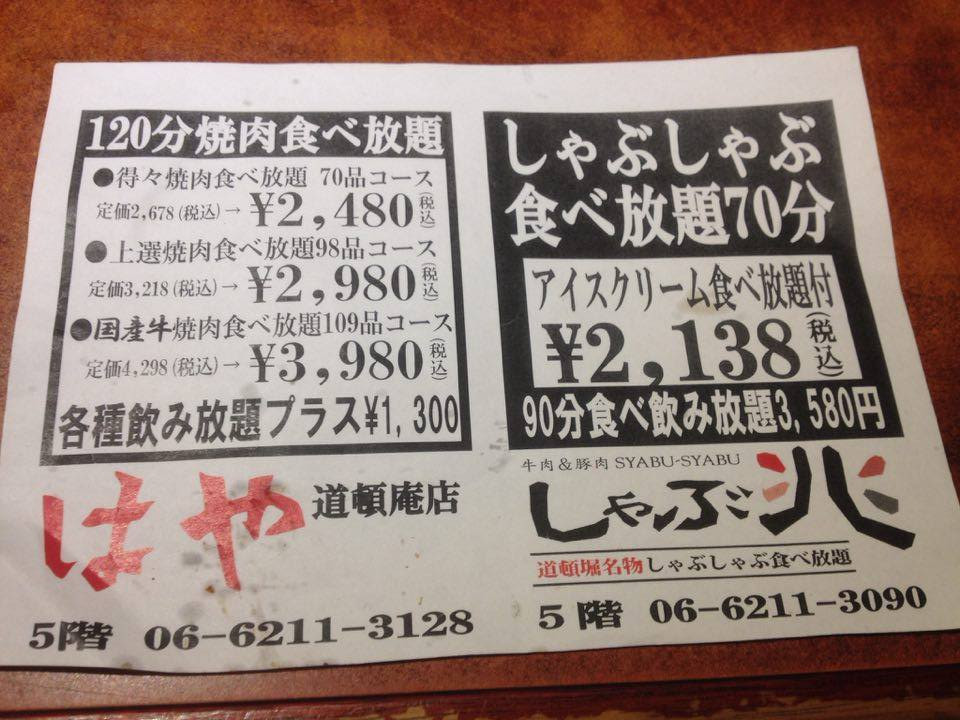 120分焼肉食べ放題
●得々焼肉食べ放題 70品コース
定価2,678(税込)→ ¥2,480(税込)
●上選焼肉食べ放題98品コース
定価3,218(税込)→ ¥2,980(税込)
●国産牛焼肉食べ放題109品コース
定価4,298(税込)→ ¥3,980(税込)
各種飲み放題プラス¥1,300
はや 道頓庵店
5階 06-6211-3128
しゃぶしゃぶ
食べ放題70分
アイスクリーム食べ放題付
¥2,138(税込)
90分食べ飲み放題3,580円
牛肉&豚肉 SYABU-SYABU
しゃぶ
道頓堀名物しゃぶしゃぶ食べ放題
5階 06-6211-3090